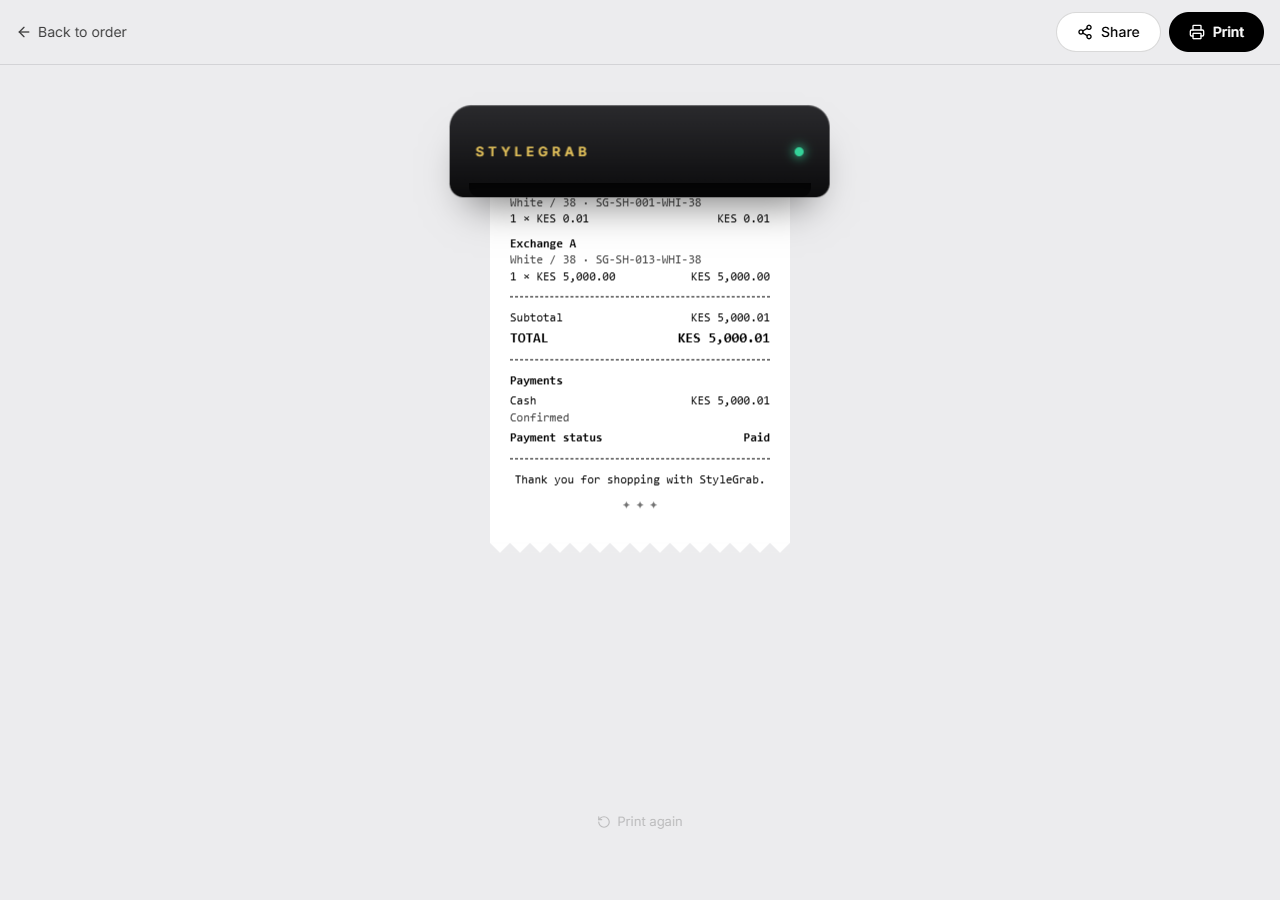 Back to order
Share
Print
STYLEGRAB
White / 38 · SG-SH-001-WHI-38
1 × KES 0.01 KES 0.01
Exchange A
White / 38 · SG-SH-013-WHI-38
1 × KES 5,000.00 KES 5,000.00
Subtotal KES 5,000.01
TOTAL KES 5,000.01
Payments
Cash KES 5,000.01
Confirmed
Payment status Paid
Thank you for shopping with StyleGrab.
Print again